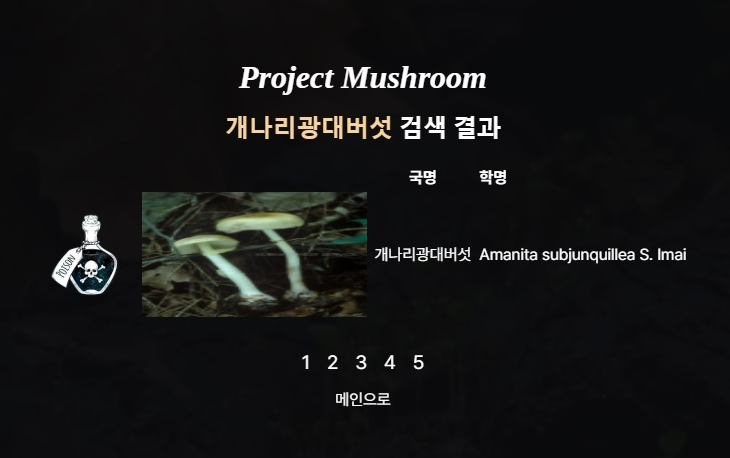 Project Mushroom
개나리광대버섯 검색 결과
국명 학명
POISON
개나리광대버섯 Amanita subjunquillea S. Imai
1 2 3 4 5
메인으로